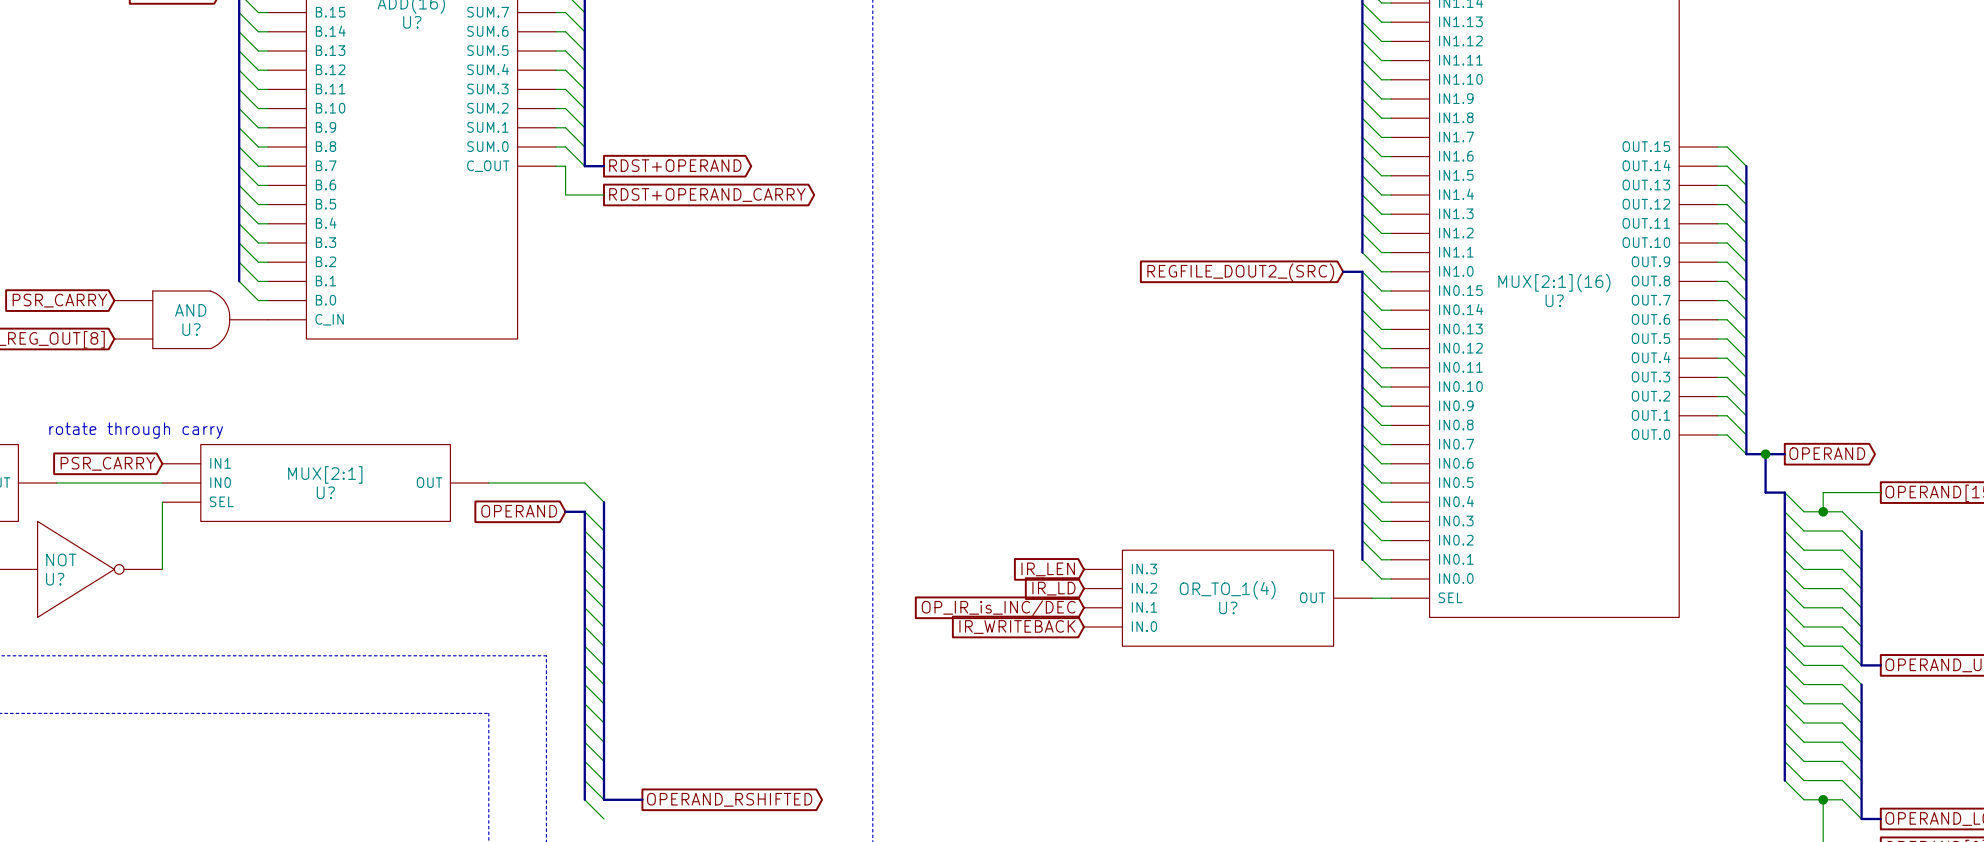 ADD(16)
U?
B.15
B.14
B.13
B.12
B.11
B.10
B.9
B.8
B.7
B.6
B.5
B.4
B.3
B.2
B.1
B.0
C_IN
SUM.7
SUM.6
SUM.5
SUM.4
SUM.3
SUM.2
SUM.1
SUM.0
C_OUT
RDST+OPERAND
RDST+OPERAND_CARRY
PSR_CARRY
_REG_OUT[8]
AND
U?
rotate through carry
PSR_CARRY
IN1
IN0
SEL
MUX[2:1]
U?
OUT
NOT
U?
OPERAND
OPERAND_RSHIFTED
IN1.14
IN1.13
IN1.12
IN1.11
IN1.10
IN1.9
IN1.8
IN1.7
IN1.6
IN1.5
IN1.4
IN1.3
IN1.2
IN1.1
IN1.0
IN0.15
IN0.14
IN0.13
IN0.12
IN0.11
IN0.10
IN0.9
IN0.8
IN0.7
IN0.6
IN0.5
IN0.4
IN0.3
IN0.2
IN0.1
IN0.0
SEL
REGFILE_DOUT2_(SRC)
MUX[2:1](16)
U?
OUT.15
OUT.14
OUT.13
OUT.12
OUT.11
OUT.10
OUT.9
OUT.8
OUT.7
OUT.6
OUT.5
OUT.4
OUT.3
OUT.2
OUT.1
OUT.0
IR_LEN
IR_LD
OP_IR_is_INC/DEC
IR_WRITEBACK
IN.3
IN.2
IN.1
IN.0
OR_TO_1(4)
U?
OUT
OPERAND
OPERAND[15
OPERAND_U
OPERAND_L